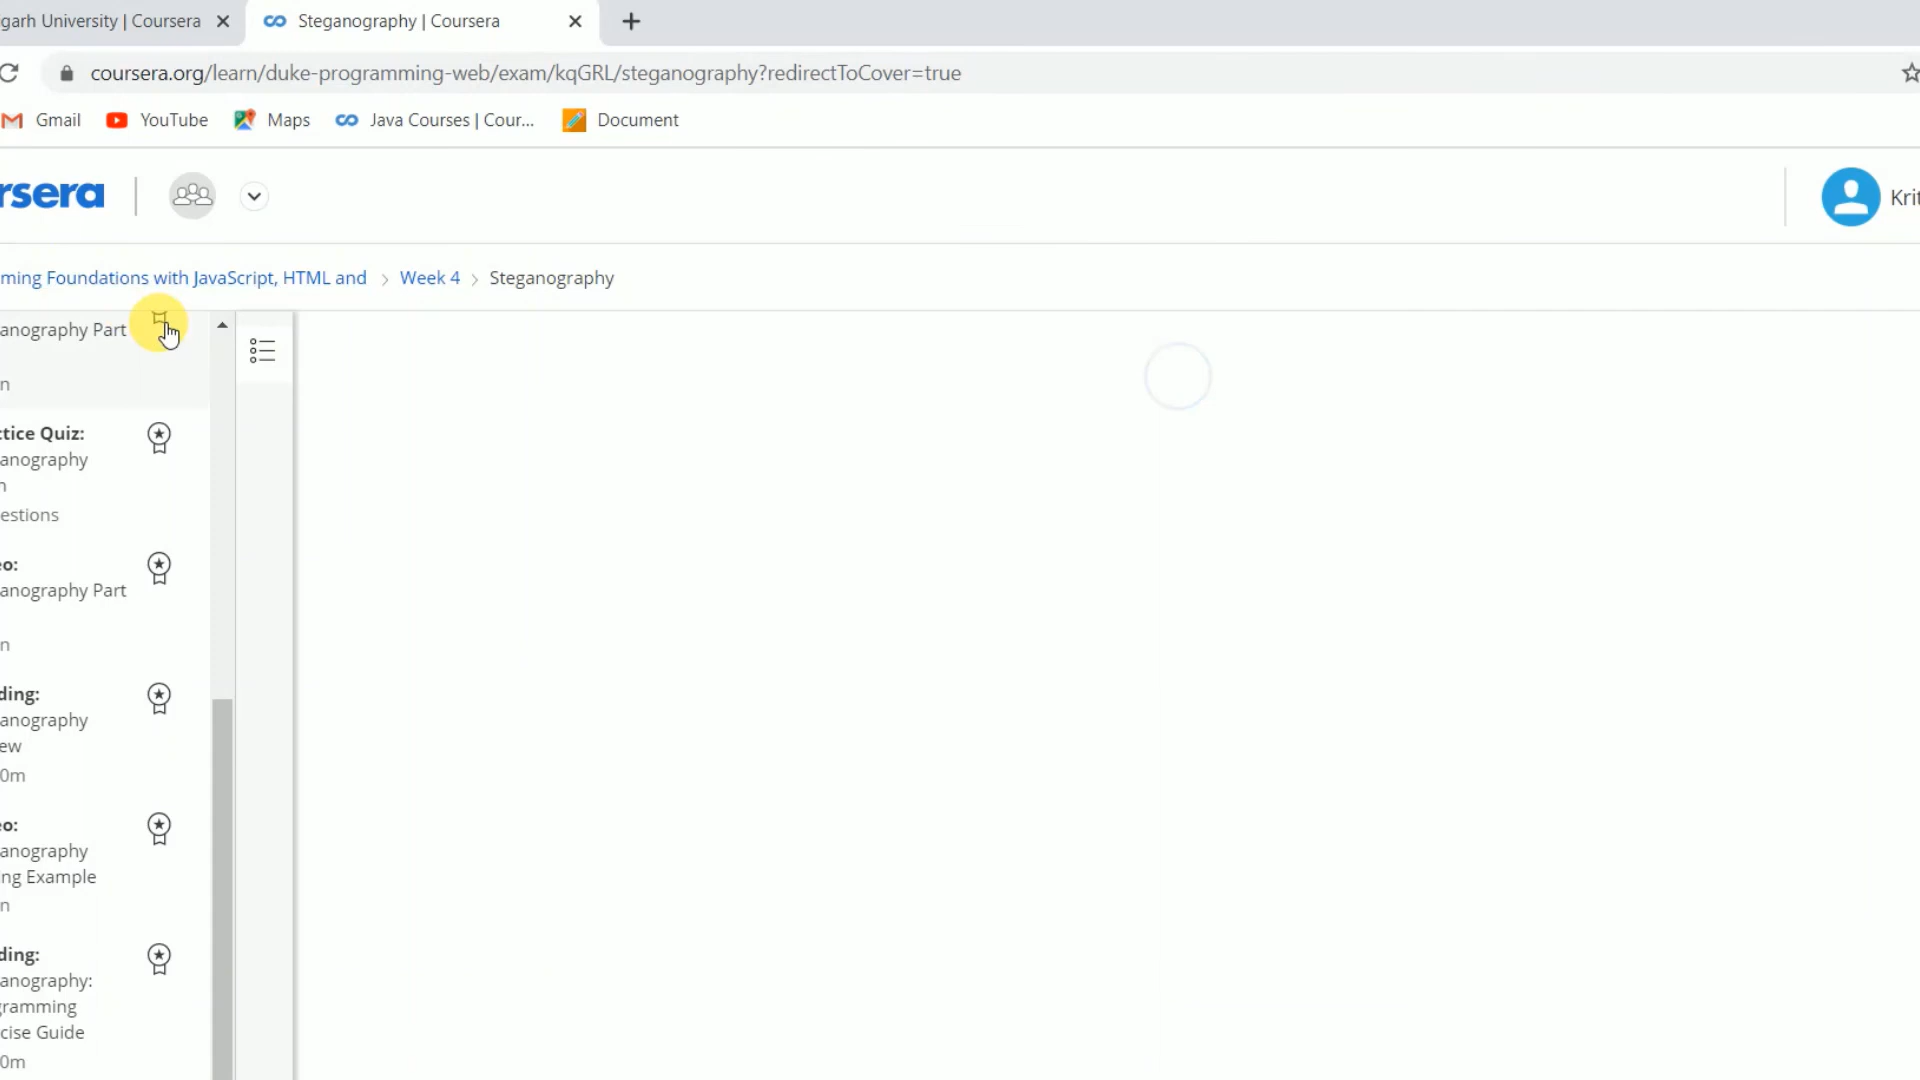 garh University | Coursera
Steganography | Coursera
coursera.org/learn/duke-programming-web/exam/kqGRL/steganography?redirectToCover=true
Gmail
YouTube
Maps
Java Courses | Cour...
Document
rsera
Krit
ming Foundations with JavaScript, HTML and
Week 4
Steganography
anography Part
n
tice Quiz:
anography
n
estions
eo:
anography Part
n
ding:
anography
ew
0m
eo:
anography
ng Example
n
ding:
anography:
gramming
cise Guide
0m